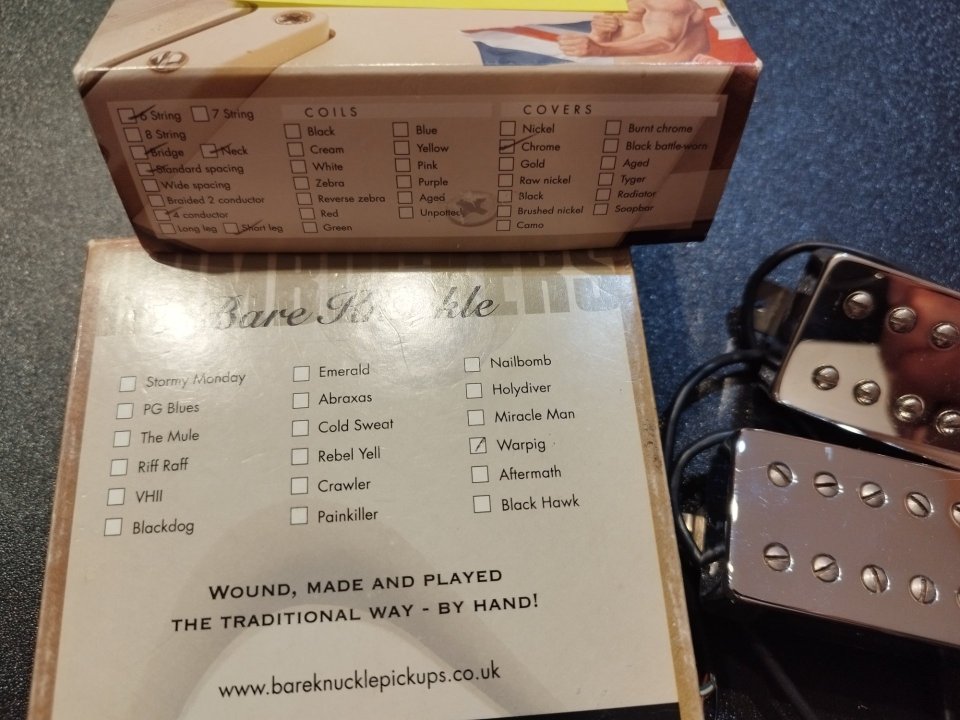 6 String 7 String
8 String
Bridge Neck
Standard spacing
Wide spacing
Braided 2 conductor
4 conductor
Long leg Short leg
COILS
Black
Cream
White
Zebra
Reverse zebra
Red
Green
Blue
Yellow
Pink
Purple
Aged
Unpotted
COVERS
Nickel
Chrome
Gold
Raw nickel
Black
Brushed nickel
Camo
Burnt chrome
Black battle-worn
Aged
Tyger
Radiator
Soapbar
Bare Knuckle
Stormy Monday
PG Blues
The Mule
Riff Raff
VHII
Blackdog
Emerald
Abraxas
Cold Sweat
Rebel Yell
Crawler
Painkiller
Nailbomb
Holydiver
Miracle Man
Warpig
Aftermath
Black Hawk
WOUND, MADE AND PLAYED
THE TRADITIONAL WAY - BY HAND!
www.bareknucklepickups.co.uk